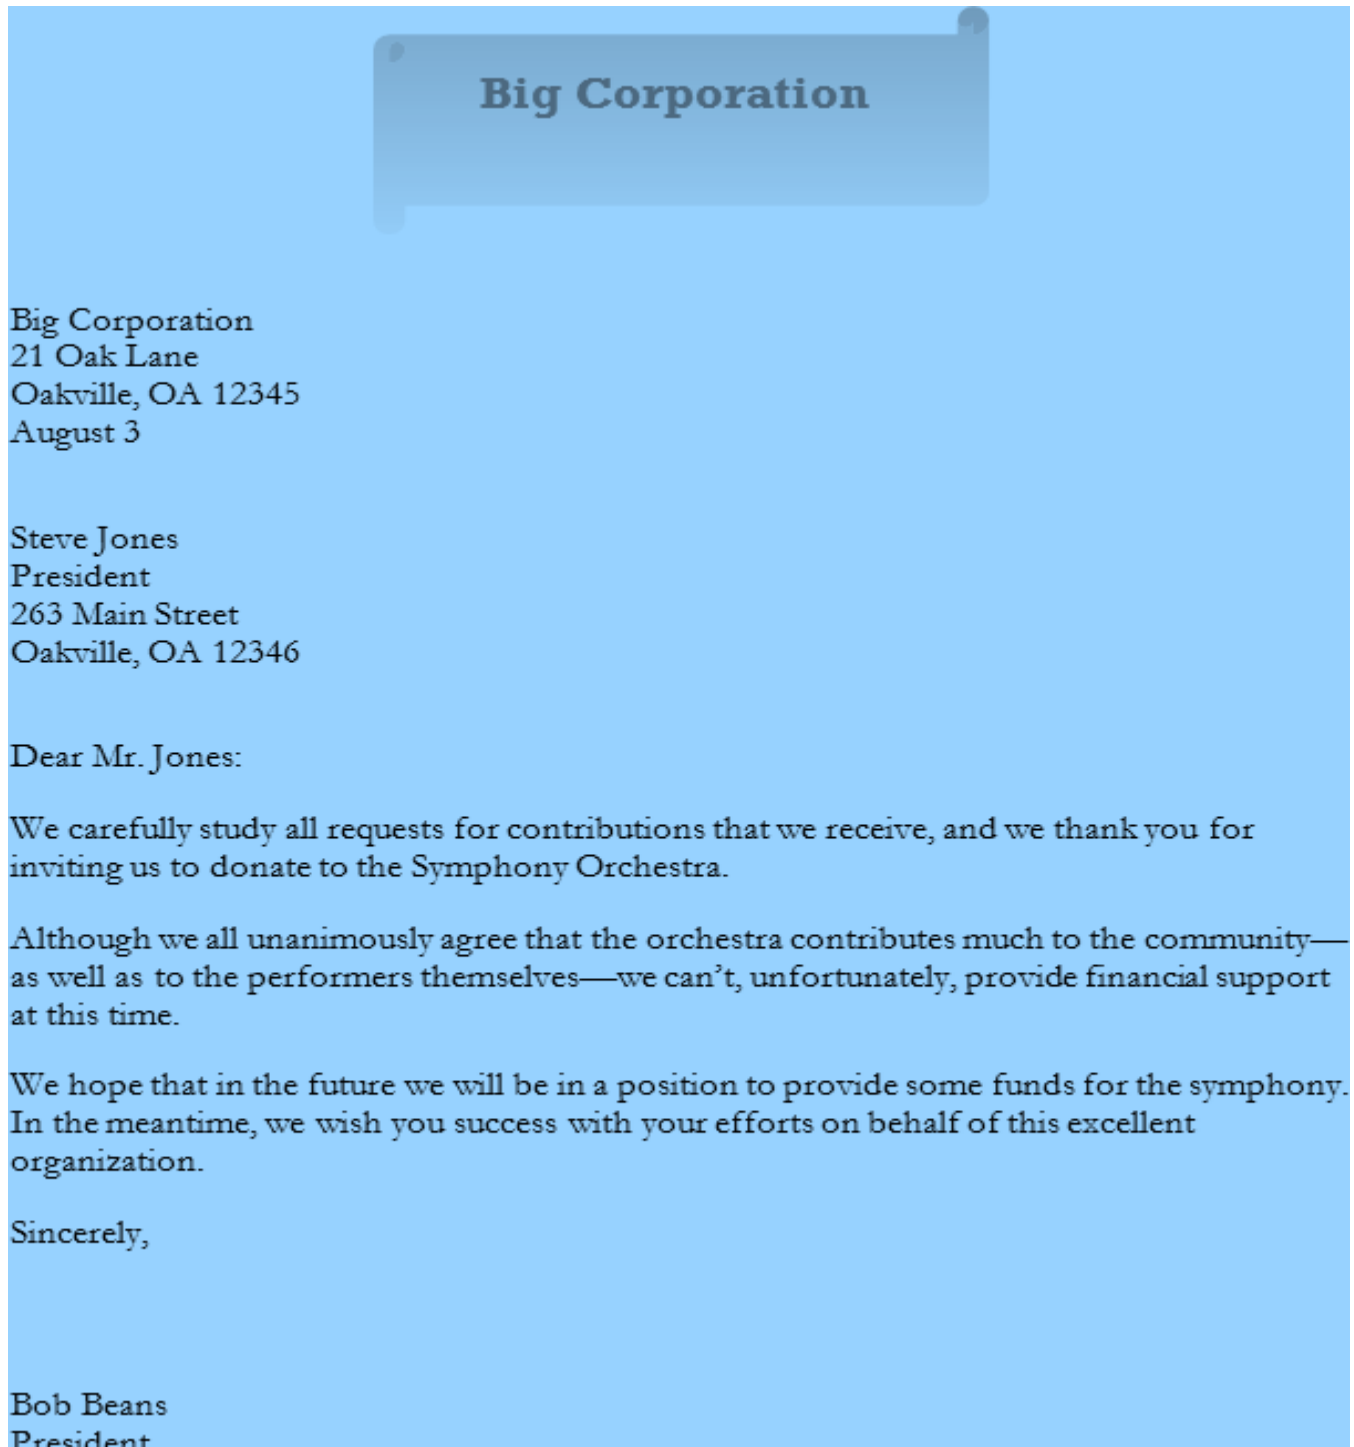 Big Corporation
Big Corporation
21 Oak Lane
Oakville, OA 12345
August 3
Steve Jones
President
263 Main Street
Oakville, OA 12346
Dear Mr. Jones:
We carefully study all requests for contributions that we receive, and we thank you for
inviting us to donate to the Symphony Orchestra.
Although we all unanimously agree that the orchestra contributes much to the community—
as well as to the performers themselves—we can’t, unfortunately, provide financial support
at this time.
We hope that in the future we will be in a position to provide some funds for the symphony.
In the meantime, we wish you success with your efforts on behalf of this excellent
organization.
Sincerely,
Bob Beans
President